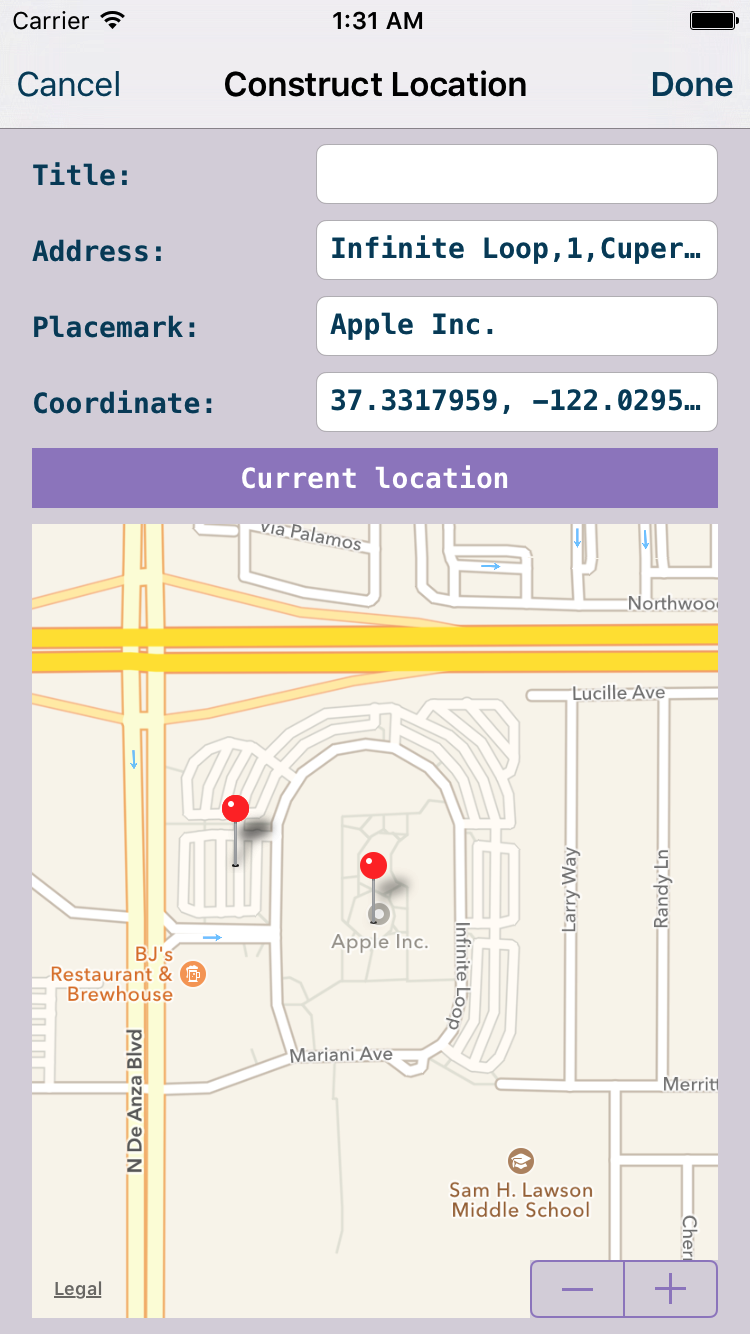 Carrier 1:31 AM
Cancel Construct Location Done
Title:
Address: Infinite Loop,1,Cuper…
Placemark: Apple Inc.
Coordinate: 37.3317959, −122.0295…
Current location
Via Palamos
Northwoo
Lucille Ave
Larry Way
Randy Ln
Apple Inc.
Infinite Loop
BJ's
Restaurant &
Brewhouse
Mariani Ave
N De Anza Blvd
Merritt
Sam H. Lawson
Middle School
Cher
Legal
− +